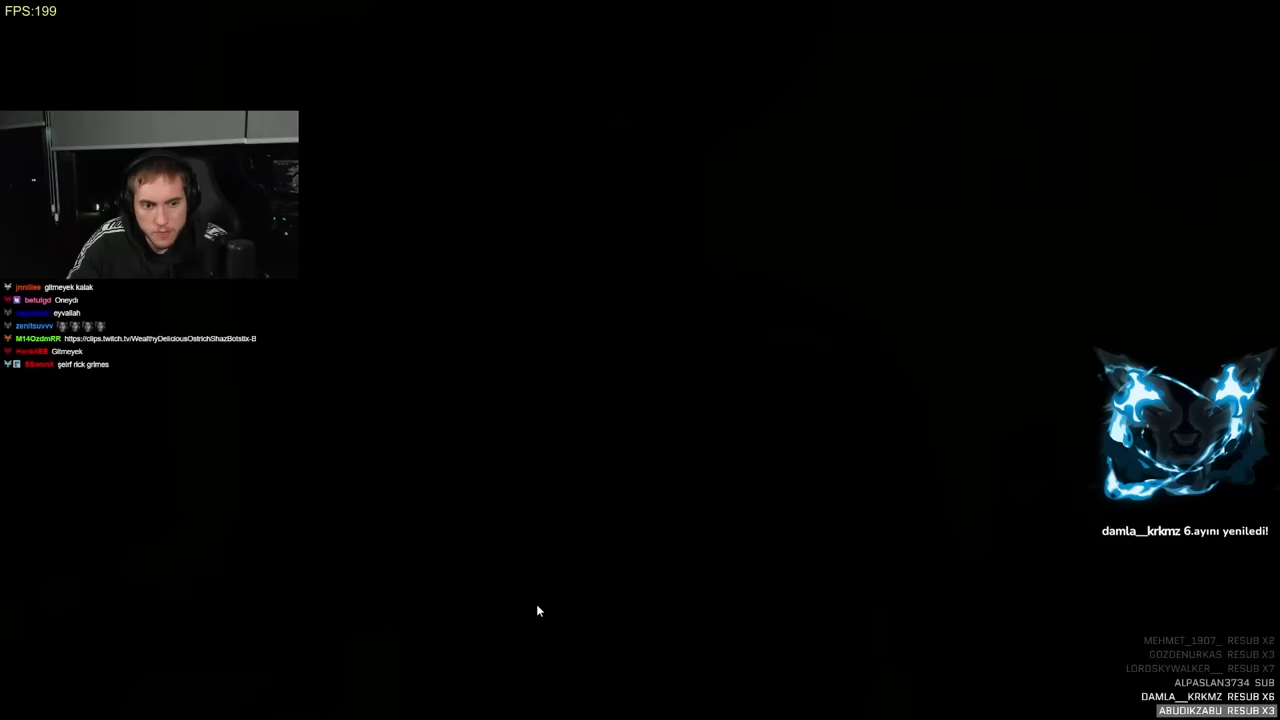 FPS:199
jnniliee gitmeyek kalak
betulgd Oneydı
eyvallah
zenitsuvvv
M14OzdmRR https://clips.twitch.tv/WealthyDeliciousOstrichShazBotstix-B
Gitmeyek
şeirf rick grimes
damla__krkmz 6.ayını yeniledi!
MEHMET_1907_ RESUB X2
GOZDENURKAS RESUB X3
LORDSKYWALKER__ RESUB X7
ALPASLAN3734 SUB
DAMLA__KRKMZ RESUB X6
ABUDIKZABU RESUB X3